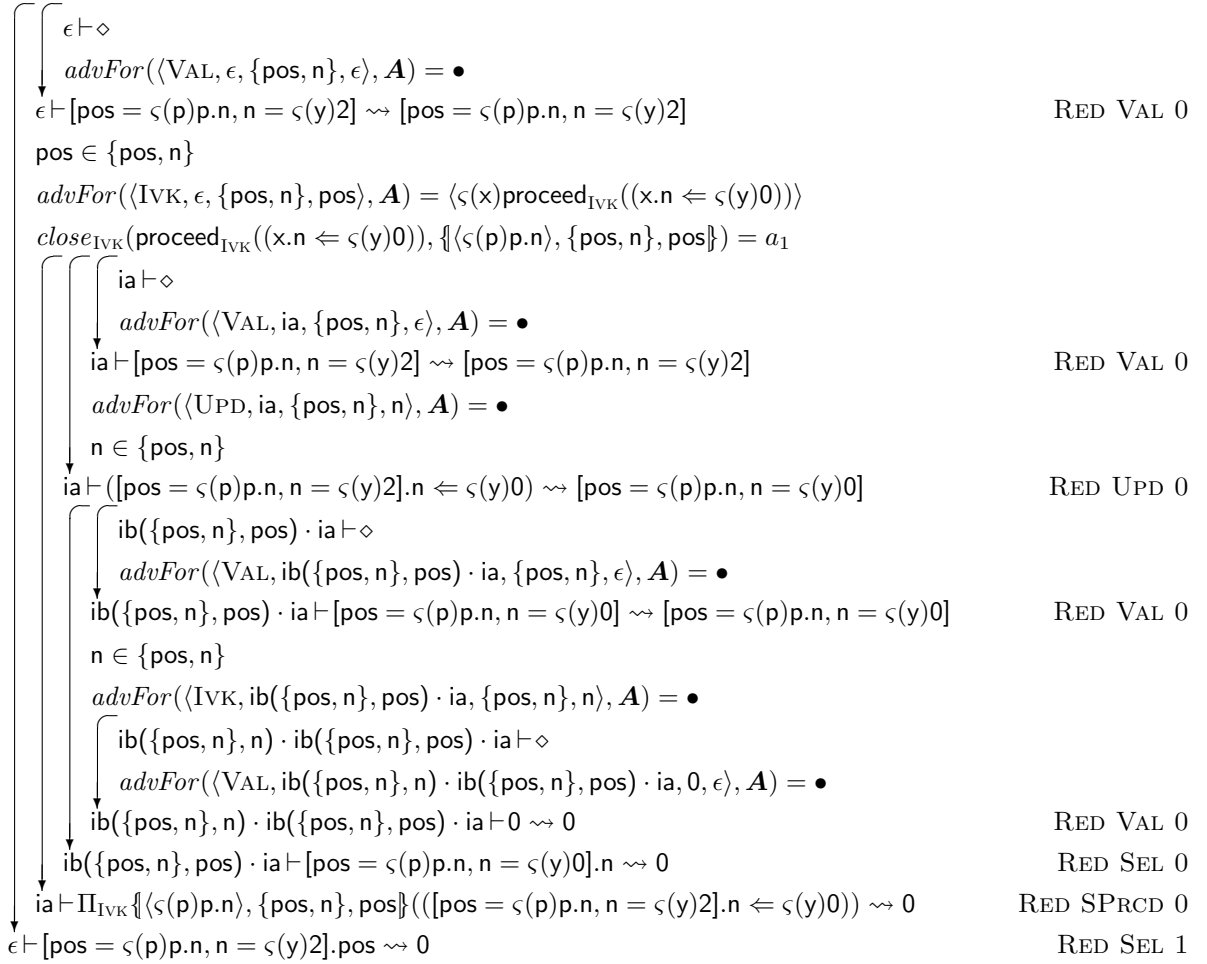 ϵ ⊢ ⋄
advFor(⟨VAL, ϵ, {pos, n}, ϵ⟩, A) = •
ϵ ⊢ [pos = ς(p)p.n, n = ς(y)2] ⇝ [pos = ς(p)p.n, n = ς(y)2] RED VAL 0
pos ∈ {pos, n}
advFor(⟨IVK, ϵ, {pos, n}, pos⟩, A) = ⟨ς(x)proceed_IVK((x.n ⇐ ς(y)0))⟩
close_IVK(proceed_IVK((x.n ⇐ ς(y)0)), {|⟨ς(p)p.n⟩, {pos, n}, pos|}) = a₁
ia ⊢ ⋄
advFor(⟨VAL, ia, {pos, n}, ϵ⟩, A) = •
ia ⊢ [pos = ς(p)p.n, n = ς(y)2] ⇝ [pos = ς(p)p.n, n = ς(y)2] RED VAL 0
advFor(⟨UPD, ia, {pos, n}, n⟩, A) = •
n ∈ {pos, n}
ia ⊢ ([pos = ς(p)p.n, n = ς(y)2].n ⇐ ς(y)0) ⇝ [pos = ς(p)p.n, n = ς(y)0] RED UPD 0
ib({pos, n}, pos) · ia ⊢ ⋄
advFor(⟨VAL, ib({pos, n}, pos) · ia, {pos, n}, ϵ⟩, A) = •
ib({pos, n}, pos) · ia ⊢ [pos = ς(p)p.n, n = ς(y)0] ⇝ [pos = ς(p)p.n, n = ς(y)0] RED VAL 0
n ∈ {pos, n}
advFor(⟨IVK, ib({pos, n}, pos) · ia, {pos, n}, n⟩, A) = •
ib({pos, n}, n) · ib({pos, n}, pos) · ia ⊢ ⋄
advFor(⟨VAL, ib({pos, n}, n) · ib({pos, n}, pos) · ia, 0, ϵ⟩, A) = •
ib({pos, n}, n) · ib({pos, n}, pos) · ia ⊢ 0 ⇝ 0 RED VAL 0
ib({pos, n}, pos) · ia ⊢ [pos = ς(p)p.n, n = ς(y)0].n ⇝ 0 RED SEL 0
ia ⊢ Π_IVK{|⟨ς(p)p.n⟩, {pos, n}, pos|}(([pos = ς(p)p.n, n = ς(y)2].n ⇐ ς(y)0)) ⇝ 0 RED SPRCD 0
ϵ ⊢ [pos = ς(p)p.n, n = ς(y)2].pos ⇝ 0 RED SEL 1